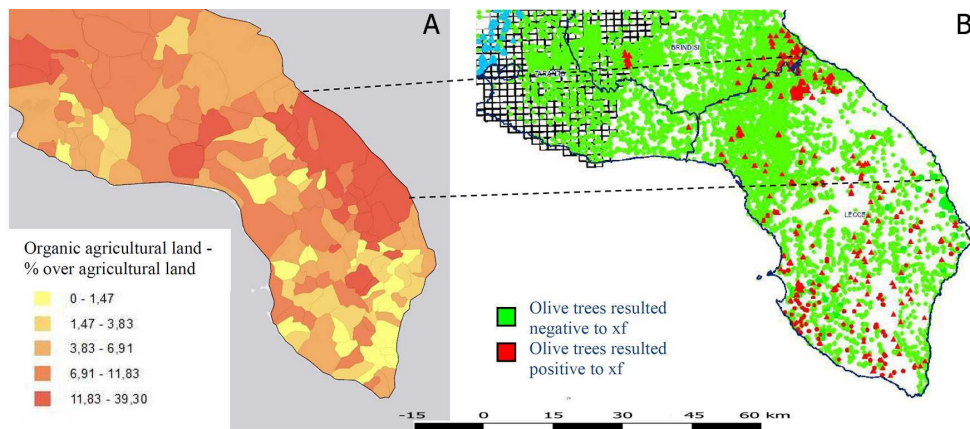 A
B
BRINDISI
LECCE
Organic agricultural land -
% over agricultural land
0 - 1,47
1,47 - 3,83
3,83 - 6,91
6,91 - 11,83
11,83 - 39,30
Olive trees resulted
negative to xf
Olive trees resulted
positive to xf
-15 0 15 30 45 60 km